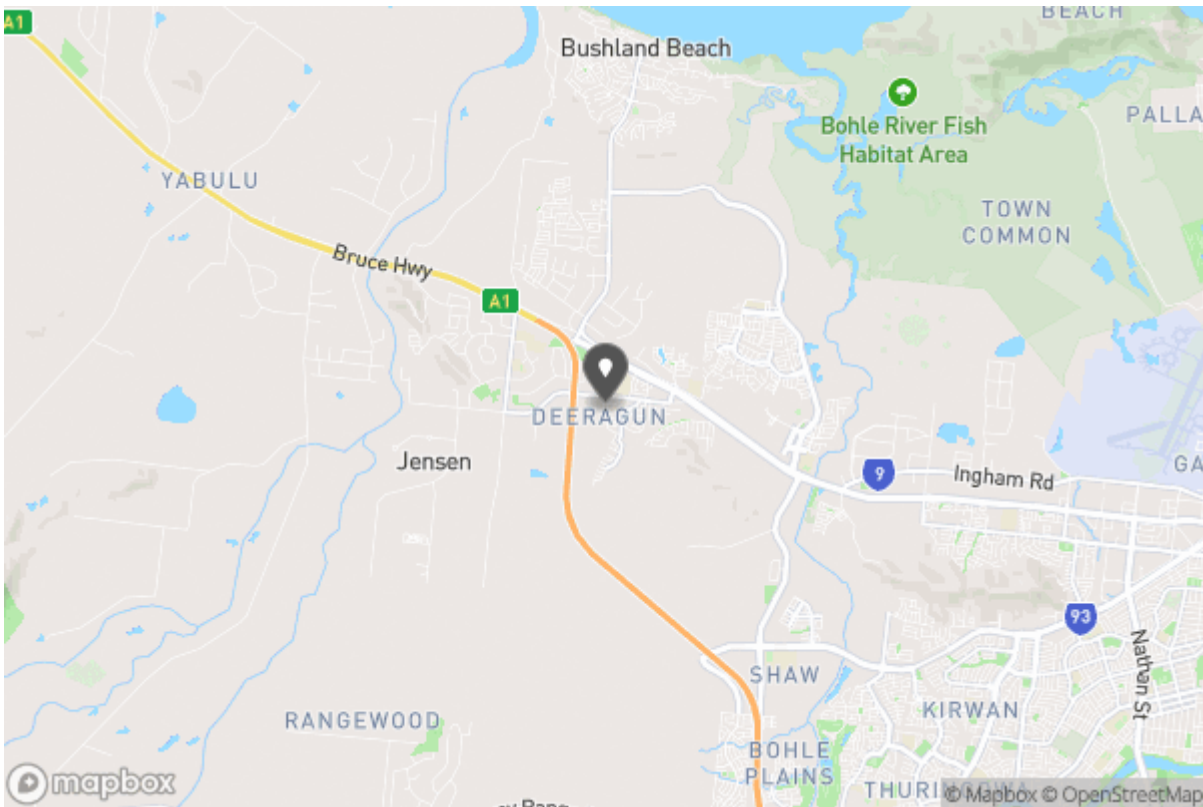 A1
BEACH
Bushland Beach
Bohle River Fish
Habitat Area
PALLA
YABULU
TOWN
COMMON
Bruce Hwy
A1
DEERAGUN
Jensen
9
Ingham Rd
GA
93
Nathan St
SHAW
RANGEWOOD
KIRWAN
BOHLE
PLAINS
mapbox
© Mapbox © OpenStreetMap